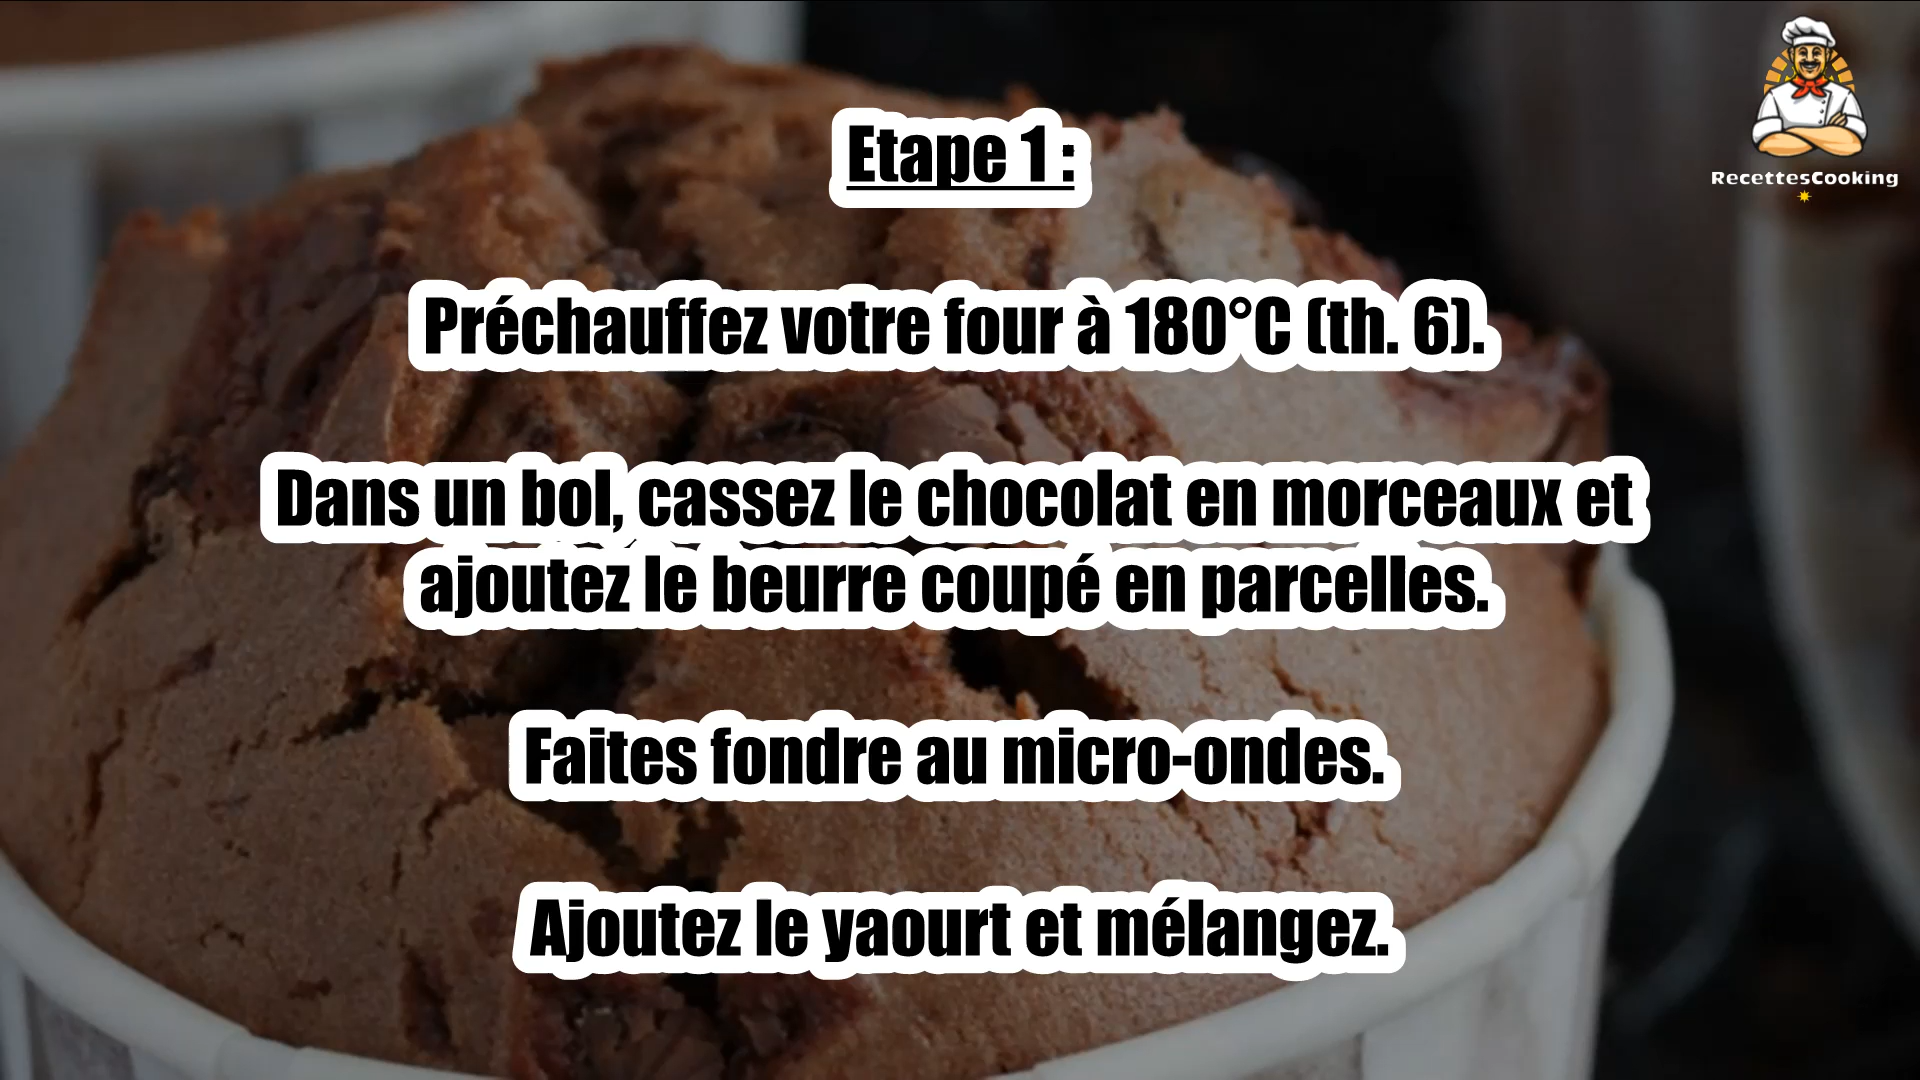 RecettesCooking
Etape 1 :
Préchauffez votre four à 180°C (th. 6).
Dans un bol, cassez le chocolat en morceaux et
ajoutez le beurre coupé en parcelles.
Faites fondre au micro-ondes.
Ajoutez le yaourt et mélangez.